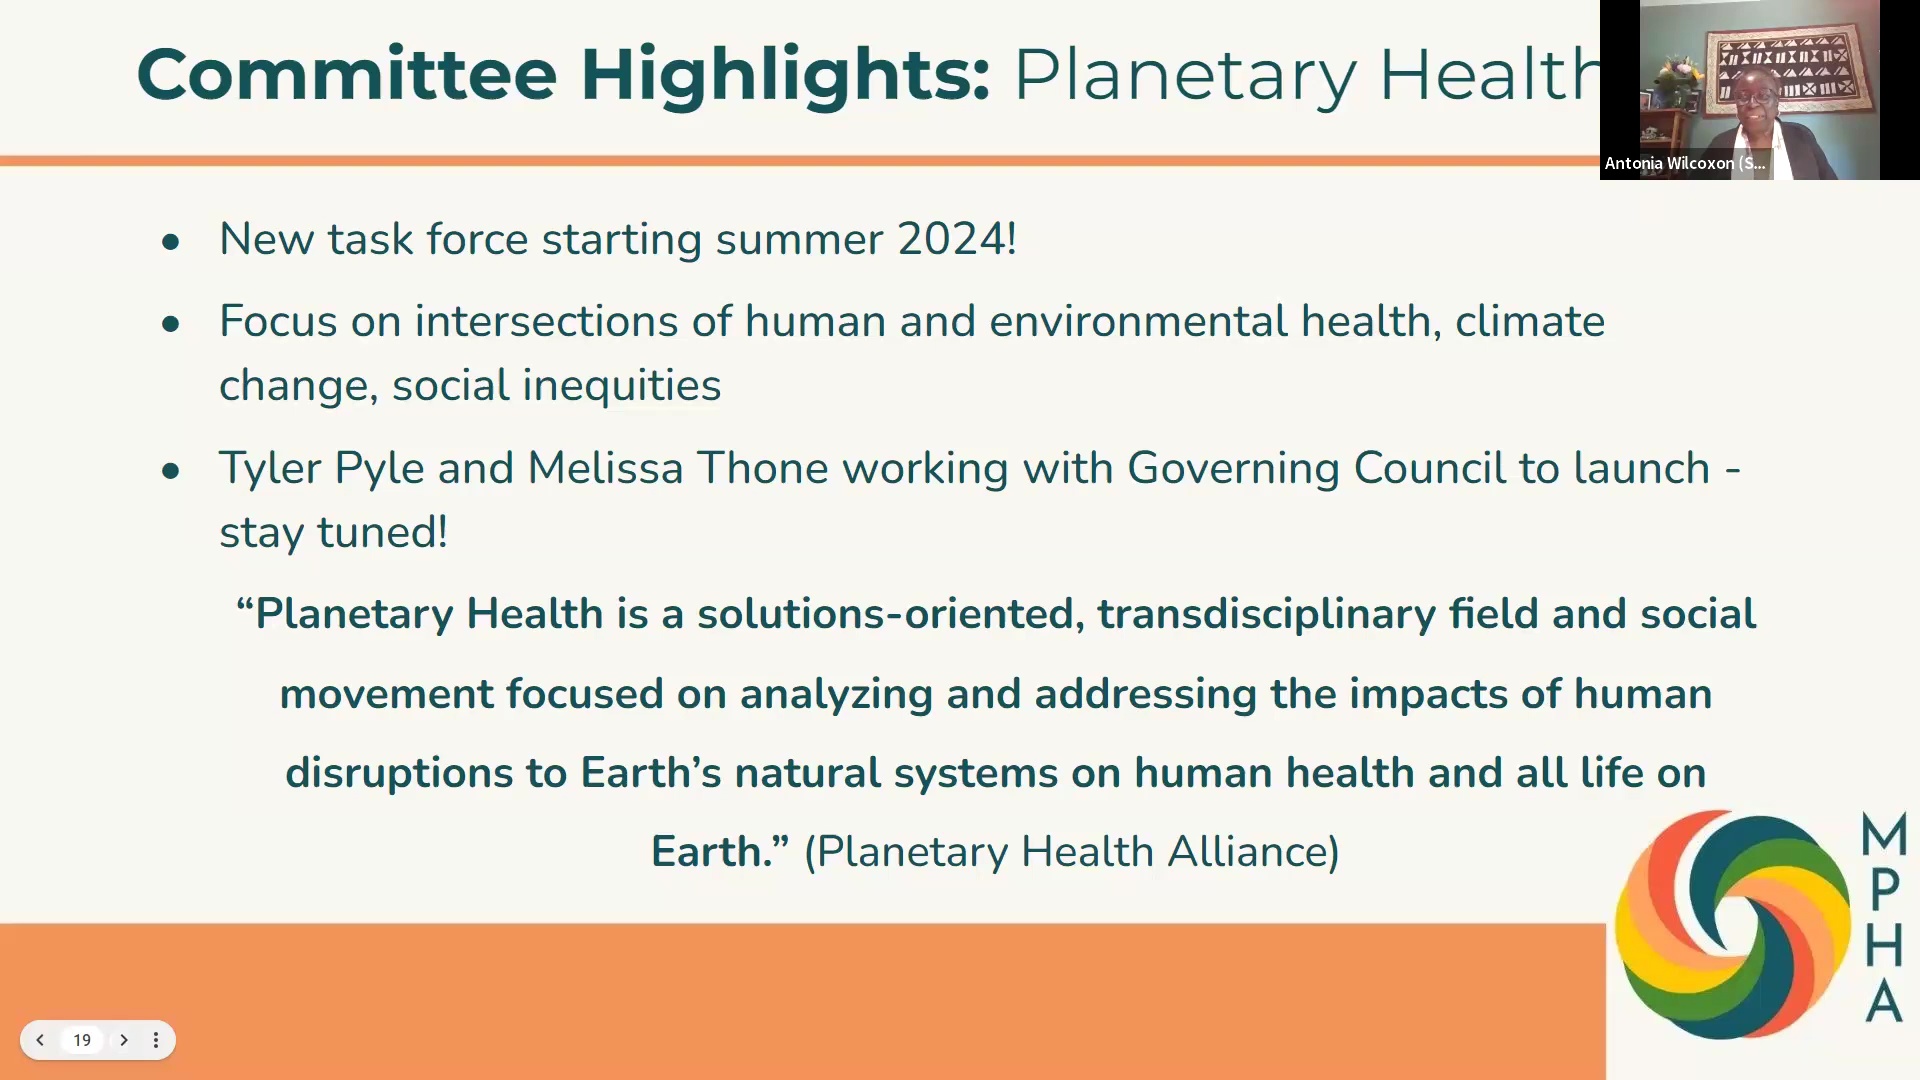 Committee Highlights: Planetary Health
Antonia Wilcoxon (S...
● New task force starting summer 2024!
● Focus on intersections of human and environmental health, climate
change, social inequities
● Tyler Pyle and Melissa Thone working with Governing Council to launch -
stay tuned!
“Planetary Health is a solutions-oriented, transdisciplinary field and social
movement focused on analyzing and addressing the impacts of human
disruptions to Earth’s natural systems on human health and all life on
Earth.” (Planetary Health Alliance)
M
P
H
A
19